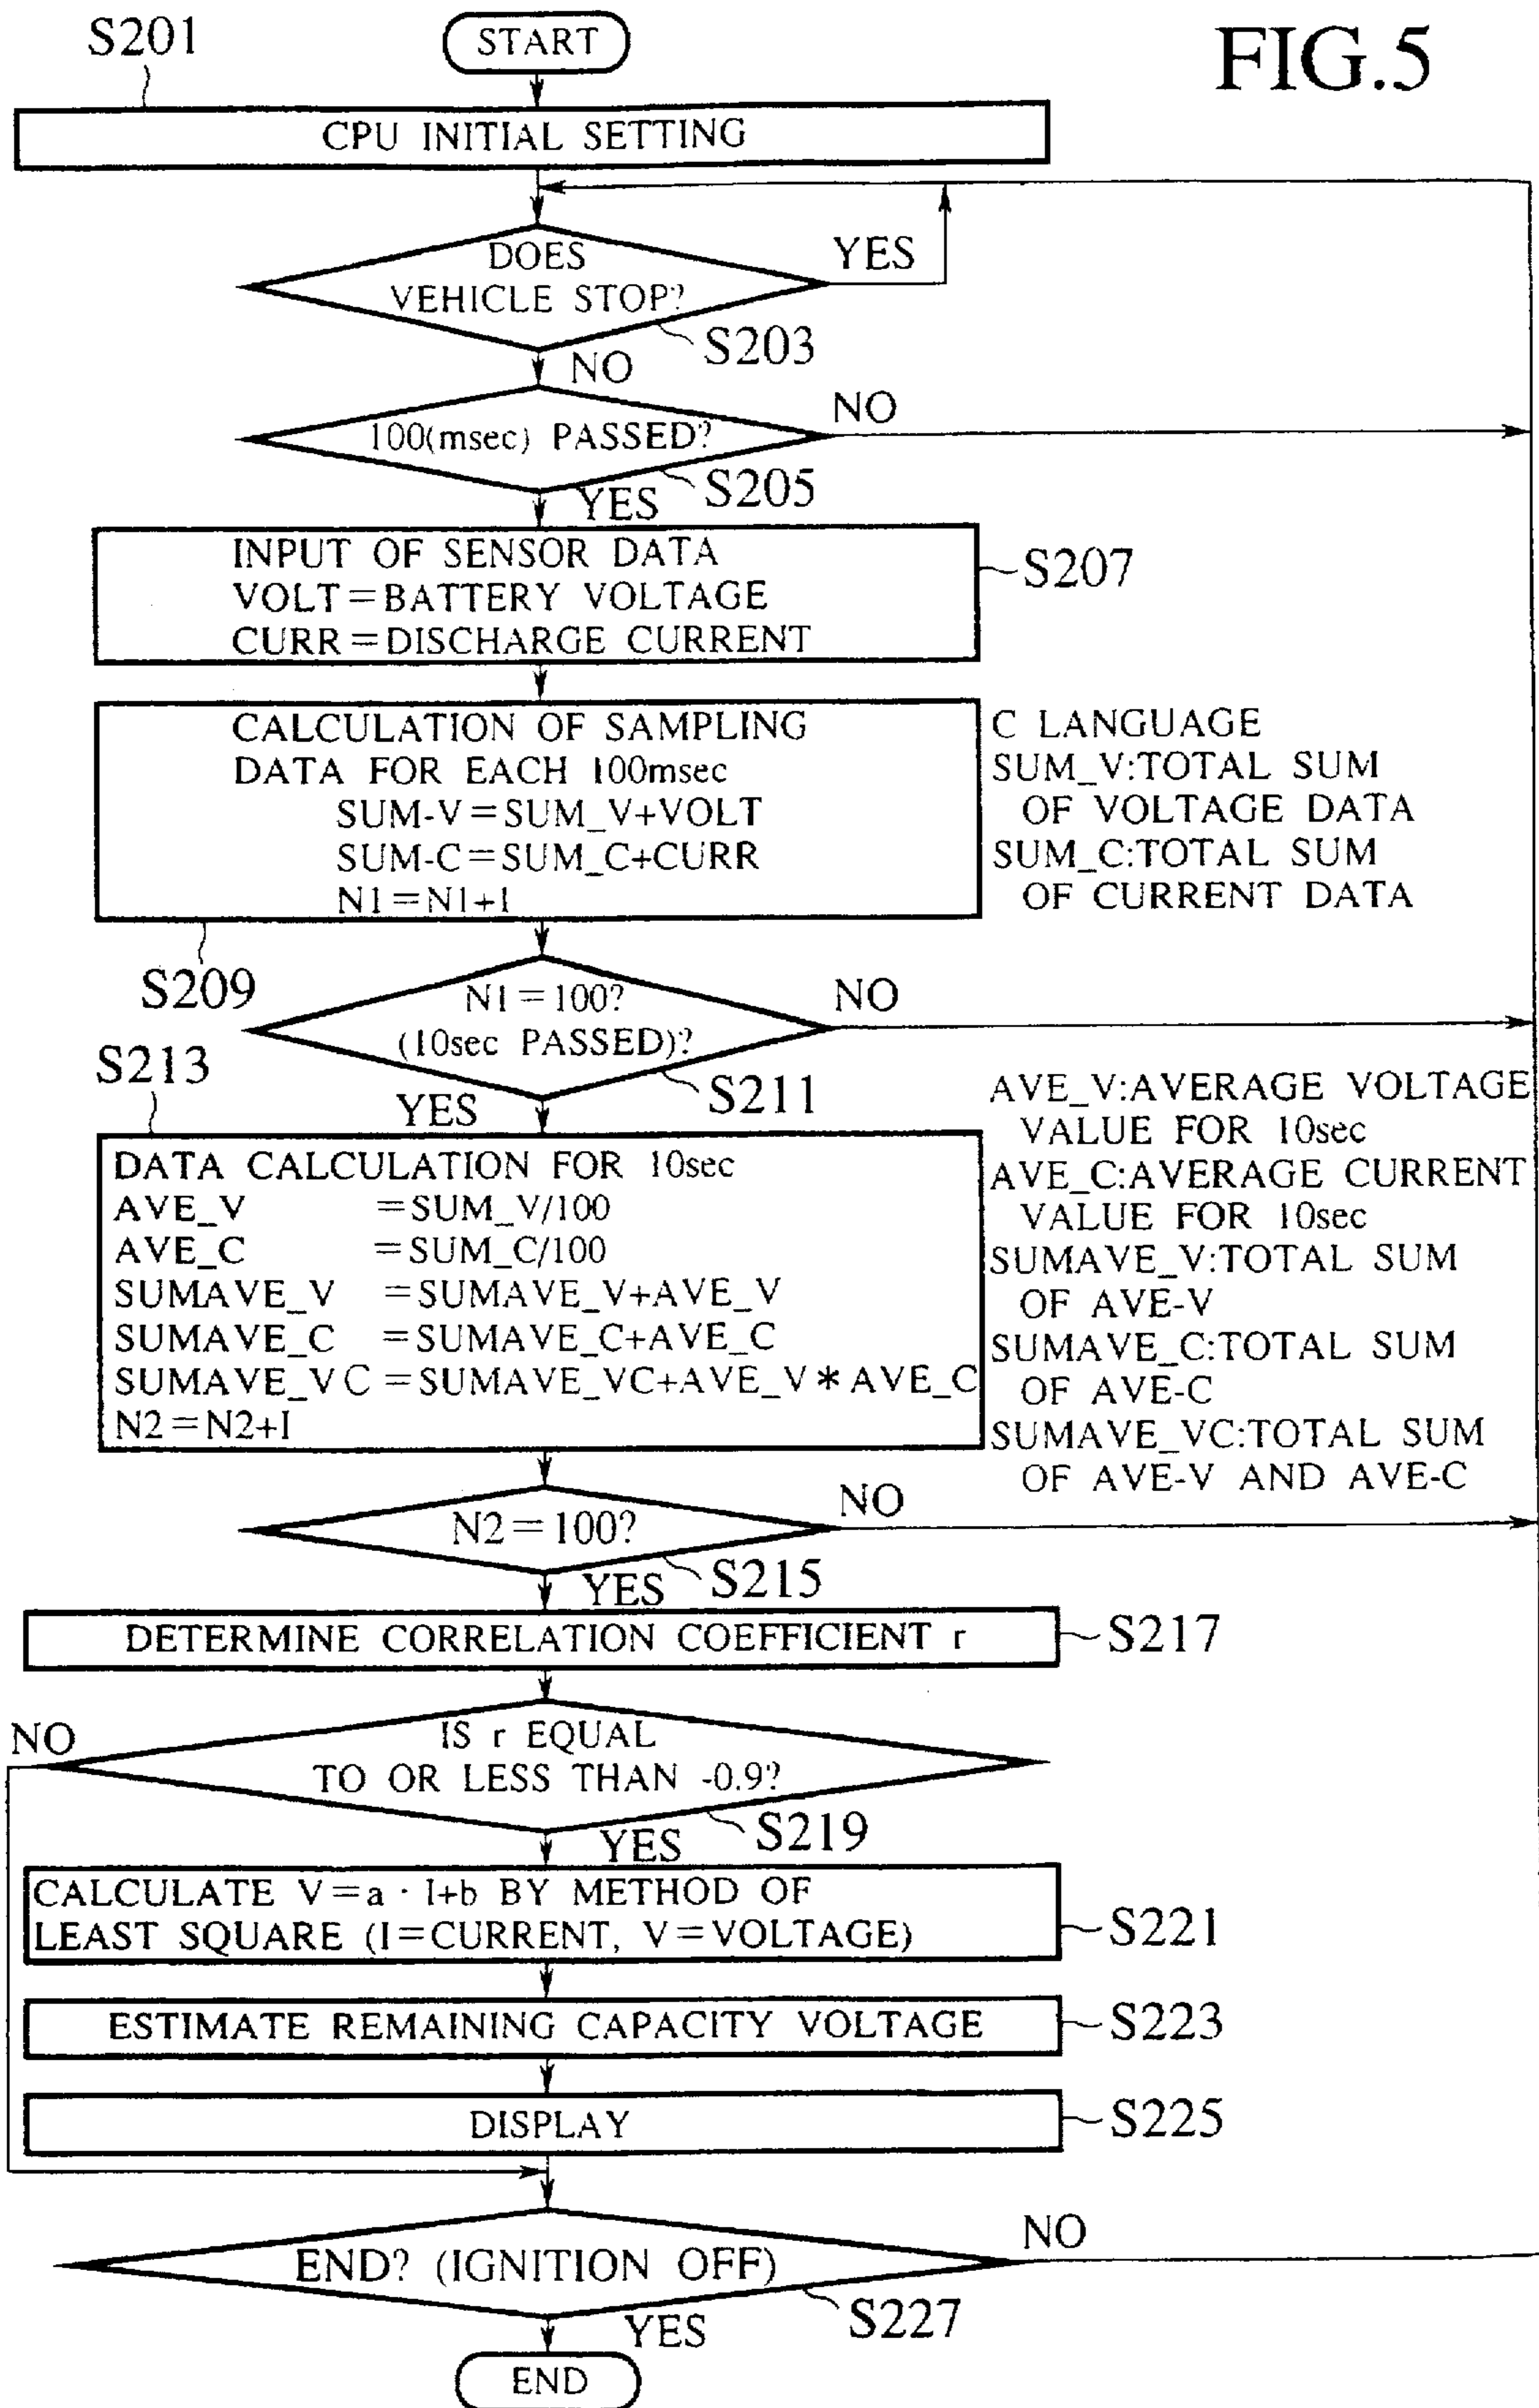 FIG.5
S201
START
CPU INITIAL SETTING
DOES
VEHICLE STOP?
YES
S203
NO
100(msec) PASSED?
NO
S205
YES
INPUT OF SENSOR DATA
VOLT=BATTERY VOLTAGE
CURR=DISCHARGE CURRENT
S207
CALCULATION OF SAMPLING
DATA FOR EACH 100msec
SUM-V=SUM_V+VOLT
SUM-C=SUM_C+CURR
N1=N1+1
C LANGUAGE
SUM_V:TOTAL SUM
OF VOLTAGE DATA
SUM_C:TOTAL SUM
OF CURRENT DATA
S209
N1=100?
(10sec PASSED)?
NO
S211
YES
S213
DATA CALCULATION FOR 10sec
AVE_V =SUM_V/100
AVE_C =SUM_C/100
SUMAVE_V =SUMAVE_V+AVE_V
SUMAVE_C =SUMAVE_C+AVE_C
SUMAVE_VC=SUMAVE_VC+AVE_V*AVE_C
N2=N2+I
AVE_V:AVERAGE VOLTAGE
VALUE FOR 10sec
AVE_C:AVERAGE CURRENT
VALUE FOR 10sec
SUMAVE_V:TOTAL SUM
OF AVE-V
SUMAVE_C:TOTAL SUM
OF AVE-C
SUMAVE_VC:TOTAL SUM
OF AVE-V AND AVE-C
N2=100?
NO
S215
YES
DETERMINE CORRELATION COEFFICIENT r
S217
IS r EQUAL
TO OR LESS THAN -0.9?
NO
S219
YES
CALCULATE V=a·I+b BY METHOD OF
LEAST SQUARE (I=CURRENT, V=VOLTAGE)
S221
ESTIMATE REMAINING CAPACITY VOLTAGE
S223
DISPLAY
S225
END? (IGNITION OFF)
NO
S227
YES
END